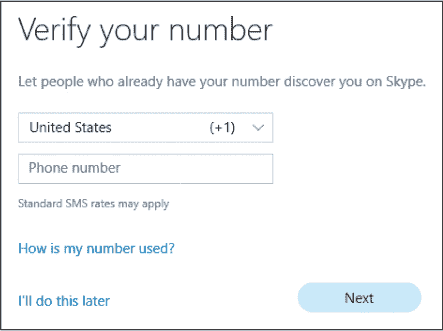 Verify your number
Let people who already have your number discover you on Skype.
United States (+1)
Phone number
Standard SMS rates may apply
How is my number used?
I'll do this later
Next